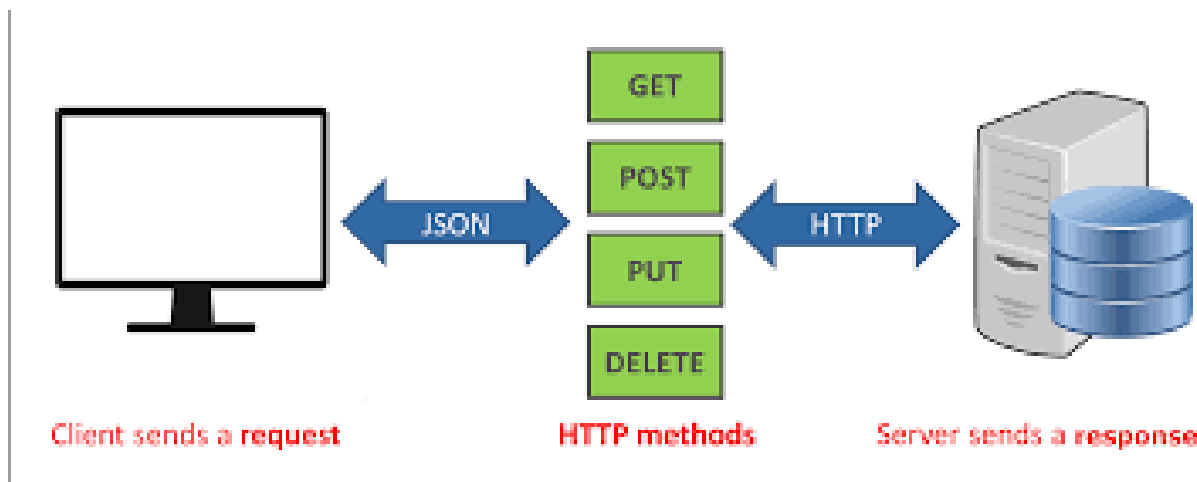 GET
POST
JSON
HTTP
PUT
DELETE
Client sends a request
HTTP methods
Server sends a response